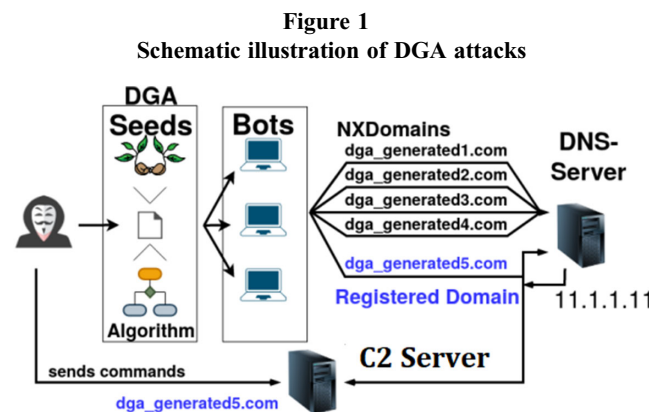 Figure 1
Schematic illustration of DGA attacks
DGA
Seeds
Algorithm
Bots
NXDomains
dga_generated1.com
dga_generated2.com
dga_generated3.com
dga_generated4.com
dga_generated5.com
Registered Domain
DNS-
Server
11.1.1.11
sends commands
dga_generated5.com
C2 Server